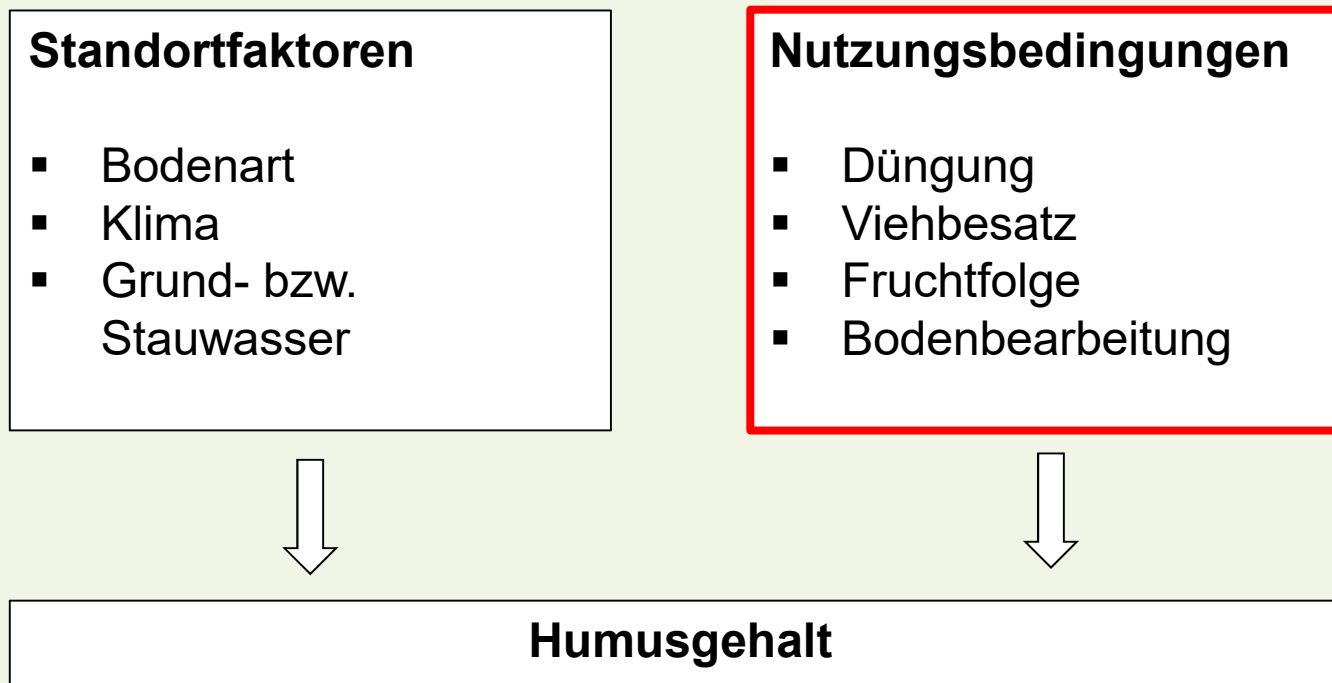 Standortfaktoren
▪ Bodenart
▪ Klima
▪ Grund- bzw.
Stauwasser
Nutzungsbedingungen
▪ Düngung
▪ Viehbesatz
▪ Fruchtfolge
▪ Bodenbearbeitung
Humusgehalt